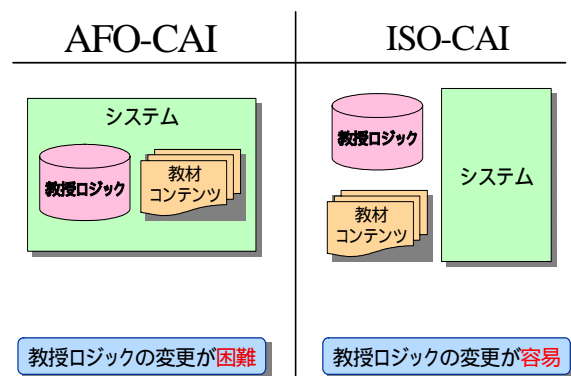 AFO-CAI
システム
教授ロジック
教材
コンテンツ
教授ロジックの変更が困難
ISO-CAI
教授ロジック
教材
コンテンツ
システム
教授ロジックの変更が容易